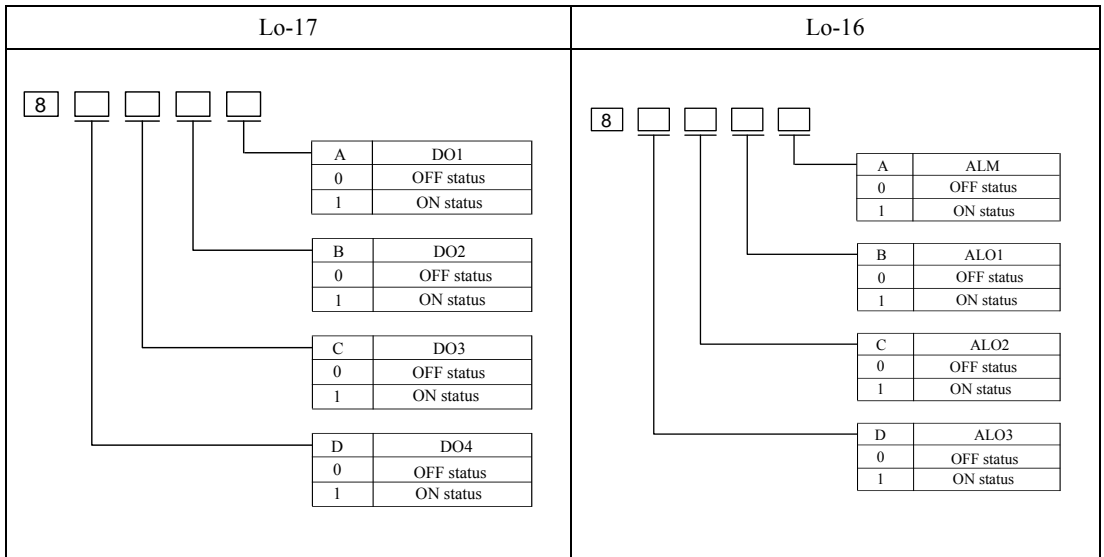 Lo-17
Lo-16
8
A DO1
0 OFF status
1 ON status
B DO2
0 OFF status
1 ON status
C DO3
0 OFF status
1 ON status
D DO4
0 OFF status
1 ON status
8
A ALM
0 OFF status
1 ON status
B ALO1
0 OFF status
1 ON status
C ALO2
0 OFF status
1 ON status
D ALO3
0 OFF status
1 ON status